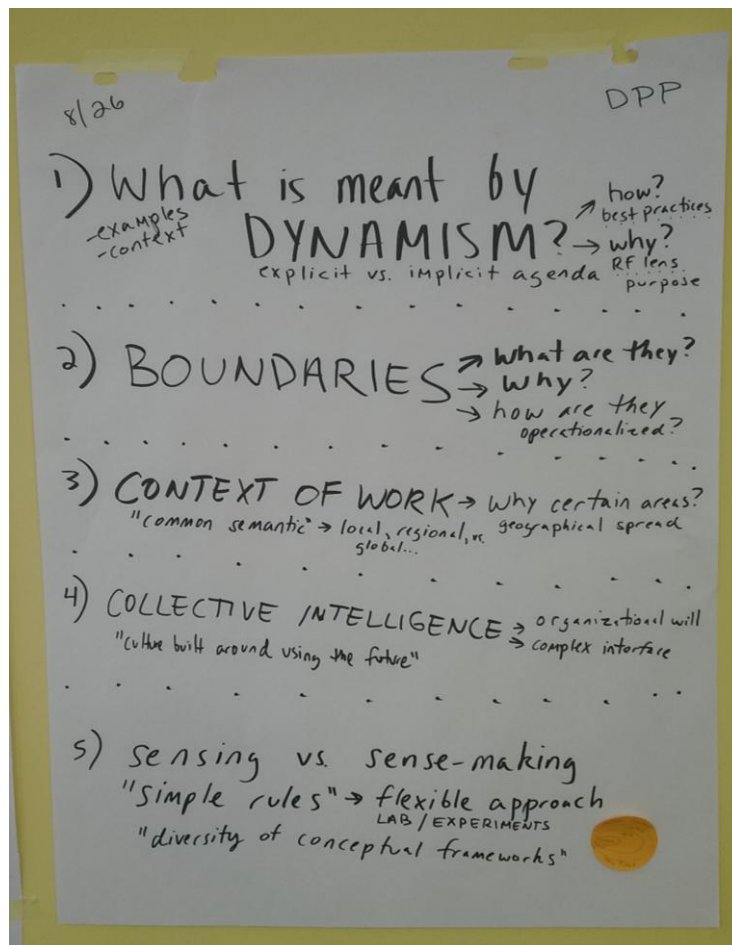 8/26
DPP
1) What is meant by
-examples
-context
DYNAMISM?
↗ how?
best practices
→ why?
RF lens
purpose
explicit vs. implicit agenda
2) BOUNDARIES
↗ what are they?
→ why?
→ how are they
operationalized?
3) CONTEXT OF WORK → why certain areas?
"common semantic" → local, regional, vs. geographical spread
global...
4) COLLECTIVE INTELLIGENCE → organizational will
→ complex interface
"culture built around using the future"
5) sensing vs. sense-making
"simple rules" → flexible approach
LAB / EXPERIMENTS
"diversity of conceptual frameworks"